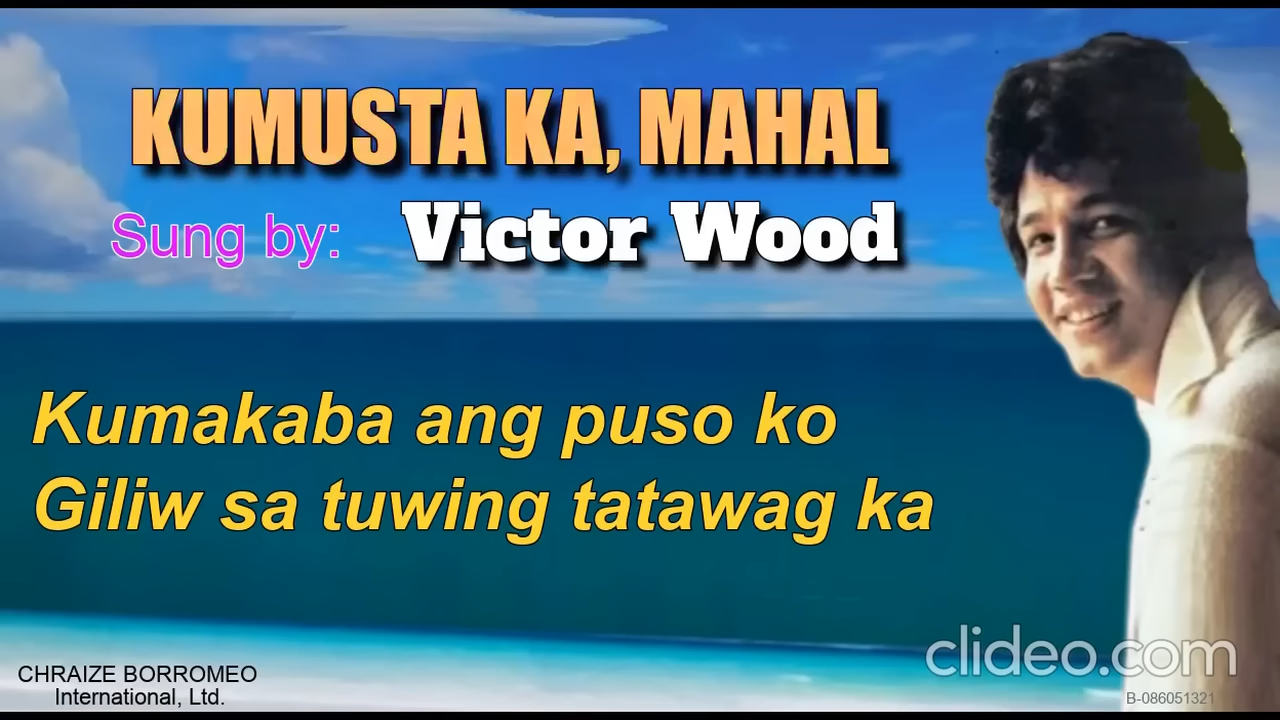 KUMUSTA KA, MAHAL
Sung by: Victor Wood
Kumakaba ang puso ko
Giliw sa tuwing tatawag ka
clideo.com
CHRAIZE BORROMEO
International, Ltd.
B-086051321